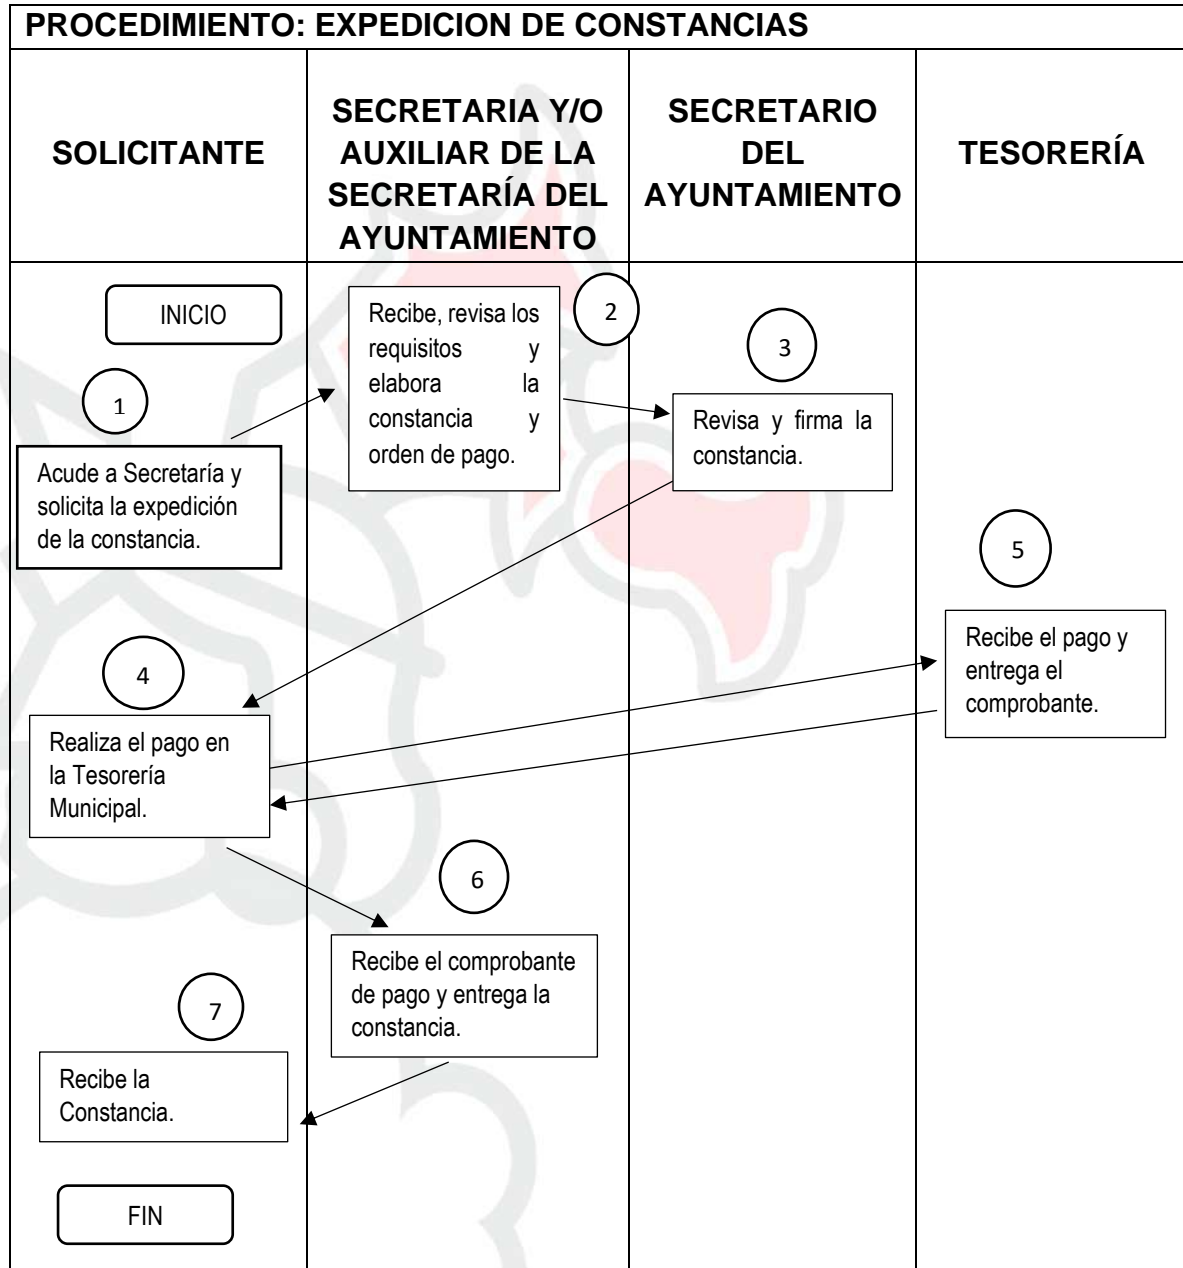 PROCEDIMIENTO: EXPEDICION DE CONSTANCIAS
SOLICITANTE
SECRETARIA Y/O
AUXILIAR DE LA
SECRETARÍA DEL
AYUNTAMIENTO
SECRETARIO
DEL
AYUNTAMIENTO
TESORERÍA
INICIO
1
Acude a Secretaría y
solicita la expedición
de la constancia.
2
Recibe, revisa los
requisitos y
elabora la
constancia y
orden de pago.
3
Revisa y firma la
constancia.
4
Realiza el pago en
la Tesorería
Municipal.
5
Recibe el pago y
entrega el
comprobante.
6
Recibe el comprobante
de pago y entrega la
constancia.
7
Recibe la
Constancia.
FIN